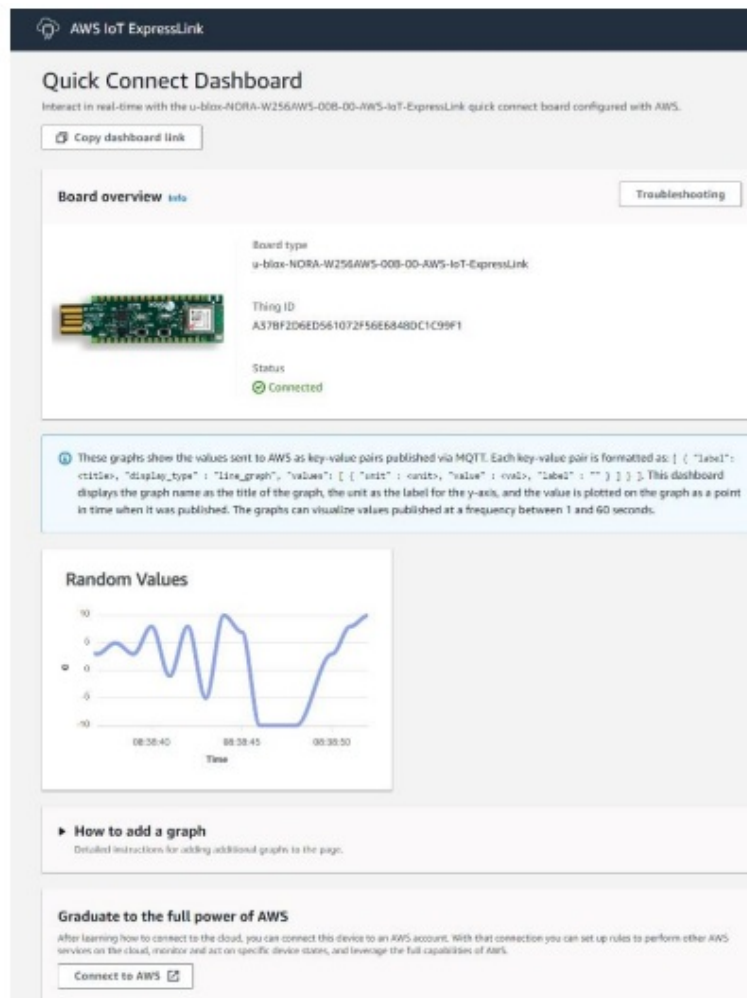 AWS IoT ExpressLink
Quick Connect Dashboard
Interact in real-time with the u-blox-NORA-W256AWS-00B-00-AWS-IoT-ExpressLink quick connect board configured with AWS.
Copy dashboard link
Board overview Info
Troubleshooting
Board type
u-blox-NORA-W256AWS-00B-00-AWS-IoT-ExpressLink
Thing ID
A37BF2D6ED561072F56E6848DC1C99F1
Status
Connected
These graphs show the values sent to AWS as key-value pairs published via MQTT. Each key-value pair is formatted as: [ { "label":
<title>, "display_type" : "line_graph", "values": [ { "unit" : <unit>, "value" : <val>, "label" : "" } ] } ]. This dashboard
displays the graph name as the title of the graph, the unit as the label for the y-axis, and the value is plotted on the graph as a point
in time when it was published. The graphs can visualize values published at a frequency between 1 and 60 seconds.
Random Values
10
5
0
-5
-10
08:38:40 08:38:45 08:38:50
Time
How to add a graph
Detailed instructions for adding additional graphs to the page.
Graduate to the full power of AWS
After learning how to connect to the cloud, you can connect this device to an AWS account. With that connection you can set up rules to perform other AWS
services on the cloud, monitor and act on specific device states, and leverage the full capabilities of AWS.
Connect to AWS